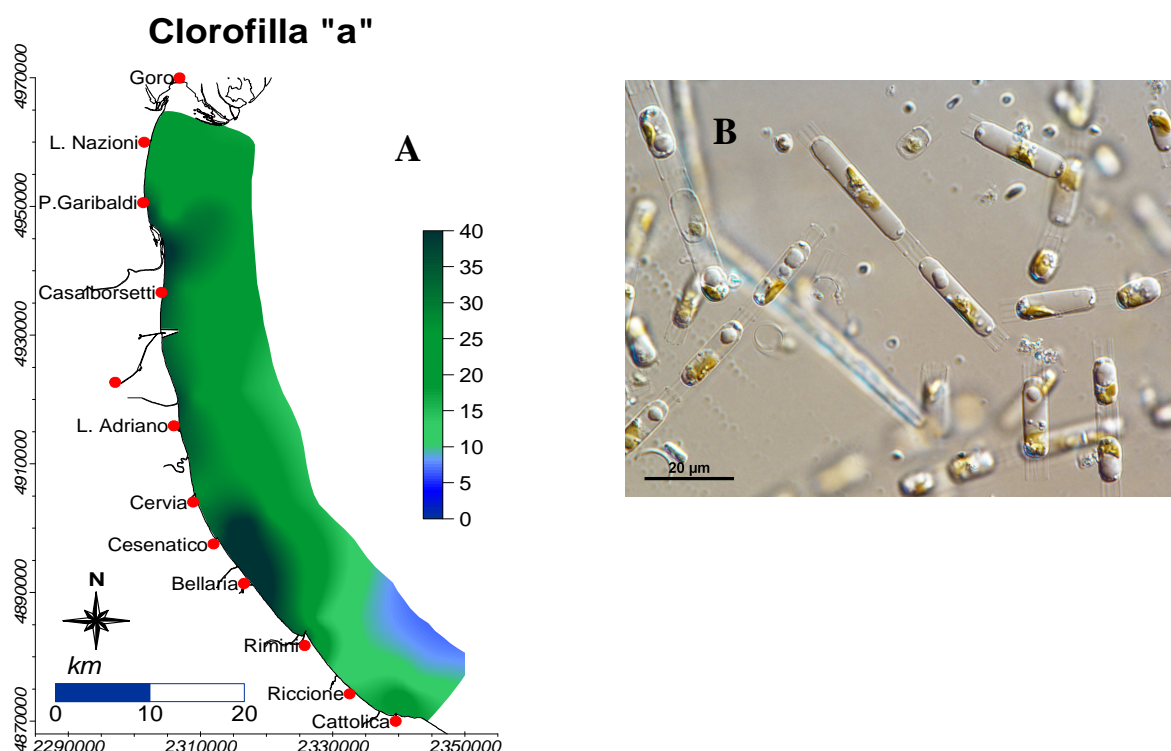 Clorofilla "a"
4970000
4950000
4930000
4910000
4890000
4870000
Goro
L. Nazioni
P.Garibaldi
Casalborsetti
L. Adriano
Cervia
Cesenatico
Bellaria
Rimini
Riccione
Cattolica
A
40
35
30
25
20
15
10
5
0
N
km
0 10 20
2290000 2310000 2330000 2350000
B
20 µm